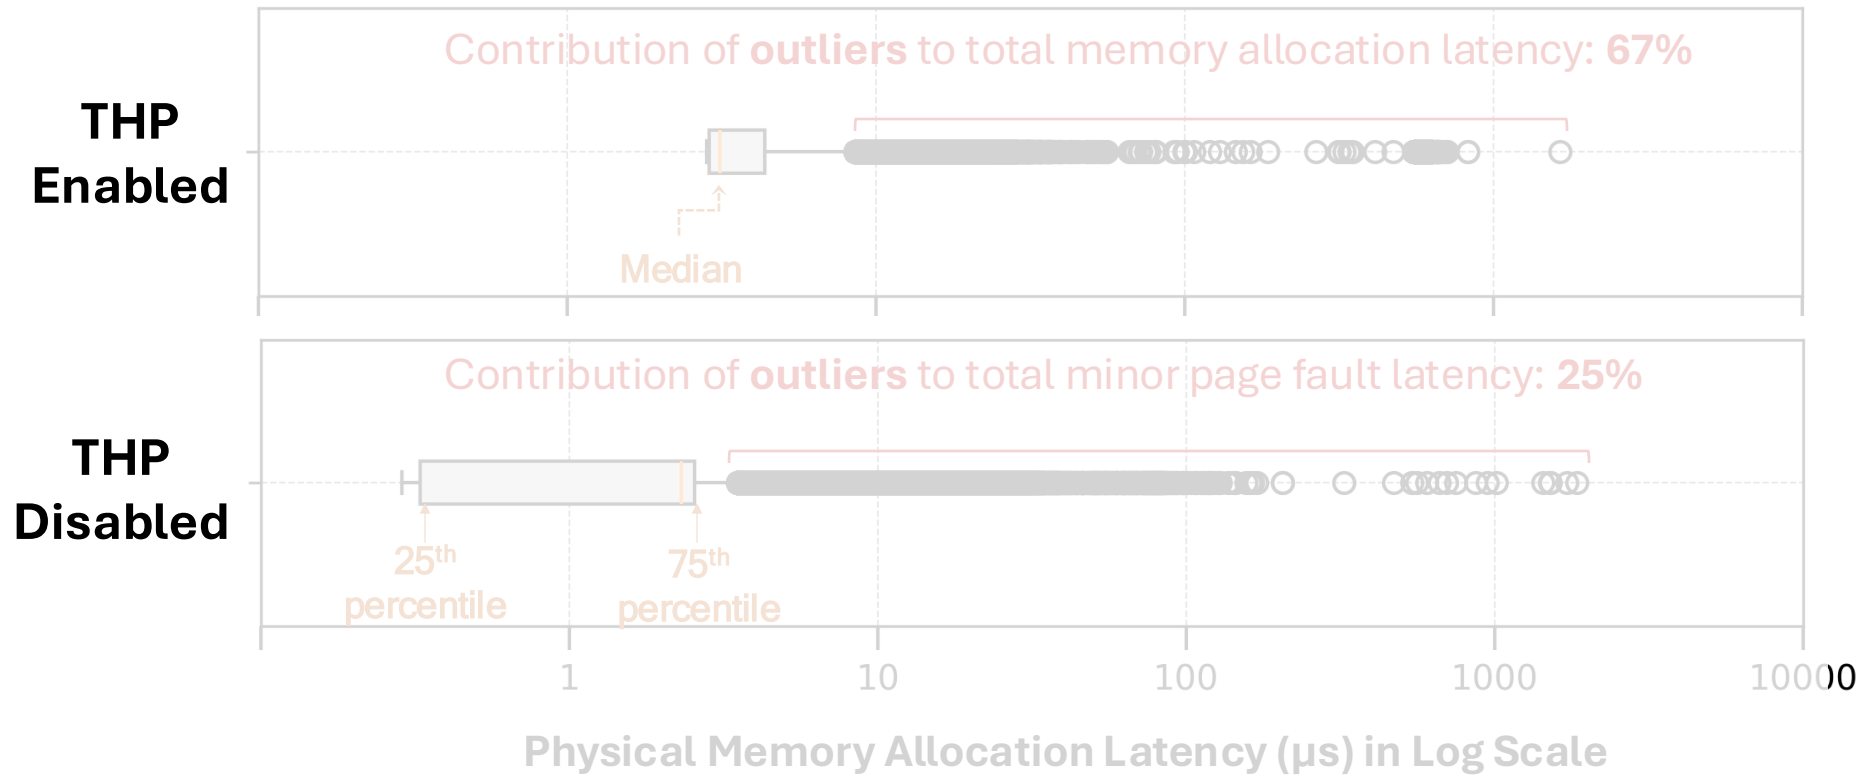 Contribution of outliers to total memory allocation latency: 67%
THP
Enabled
Median
Contribution of outliers to total minor page fault latency: 25%
THP
Disabled
25th
percentile
75th
percentile
1 10 100 1000 10000
Physical Memory Allocation Latency (μs) in Log Scale